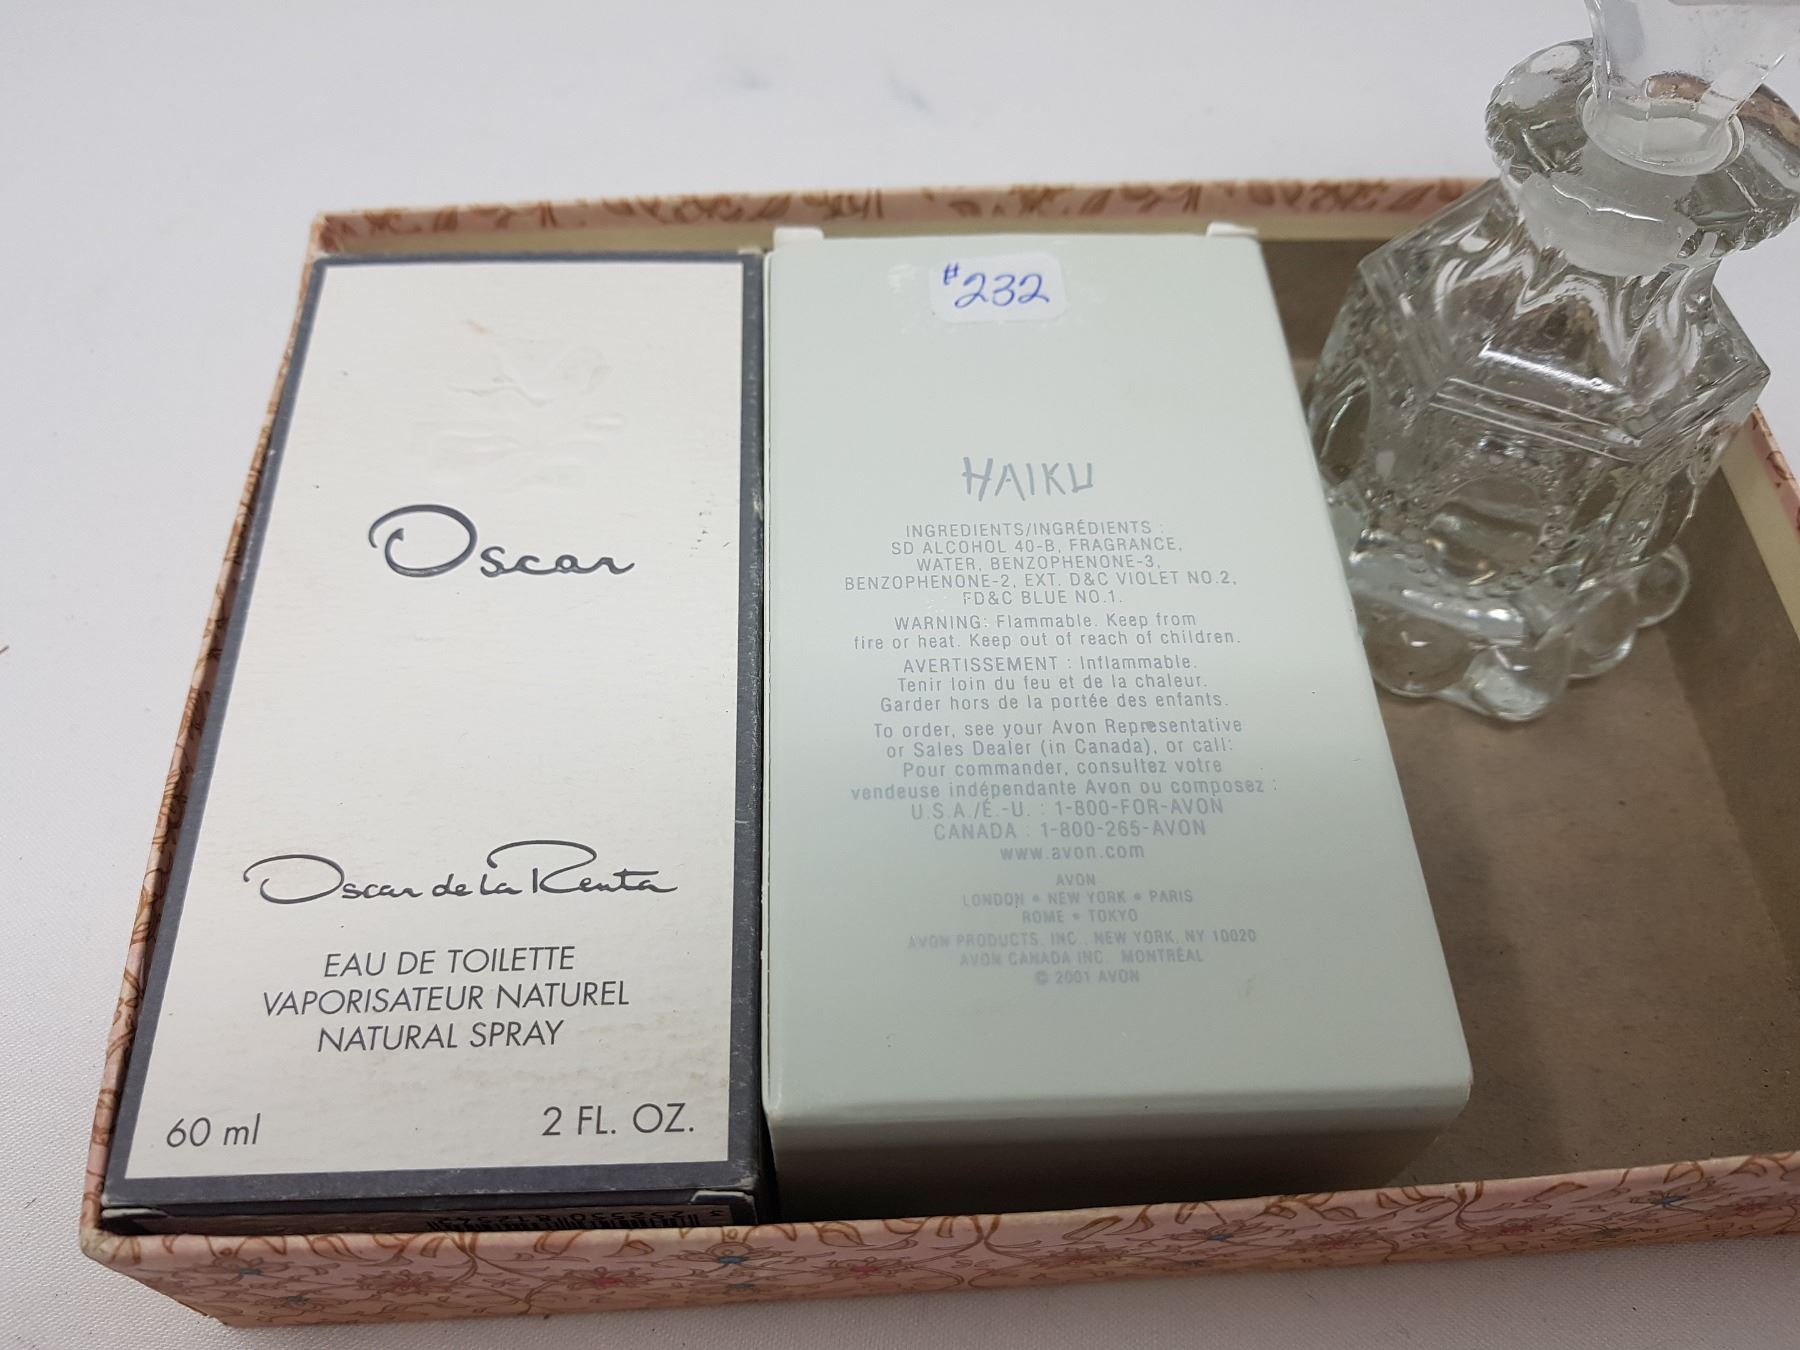 Oscar
Oscar de la Renta
EAU DE TOILETTE
VAPORISATEUR NATUREL
NATURAL SPRAY
60 ml 2 FL. OZ.
#232
HAIKU
INGREDIENTS/INGRÉDIENTS :
SD ALCOHOL 40-B, FRAGRANCE,
WATER, BENZOPHENONE-3,
BENZOPHENONE-2, EXT. D&C VIOLET NO.2,
FD&C BLUE NO.1.
WARNING: Flammable. Keep from
fire or heat. Keep out of reach of children.
AVERTISSEMENT : Inflammable.
Tenir loin du feu et de la chaleur.
Garder hors de la portée des enfants.
To order, see your Avon Representative
or Sales Dealer (in Canada), or call:
Pour commander, consultez votre
vendeuse indépendante Avon ou composez :
U.S.A./É.-U. : 1-800-FOR-AVON
CANADA : 1-800-265-AVON
www.avon.com
AVON
LONDON • NEW YORK • PARIS
ROME • TOKYO
AVON PRODUCTS, INC., NEW YORK, NY 10020
AVON CANADA INC. MONTRÉAL
© 2001 AVON